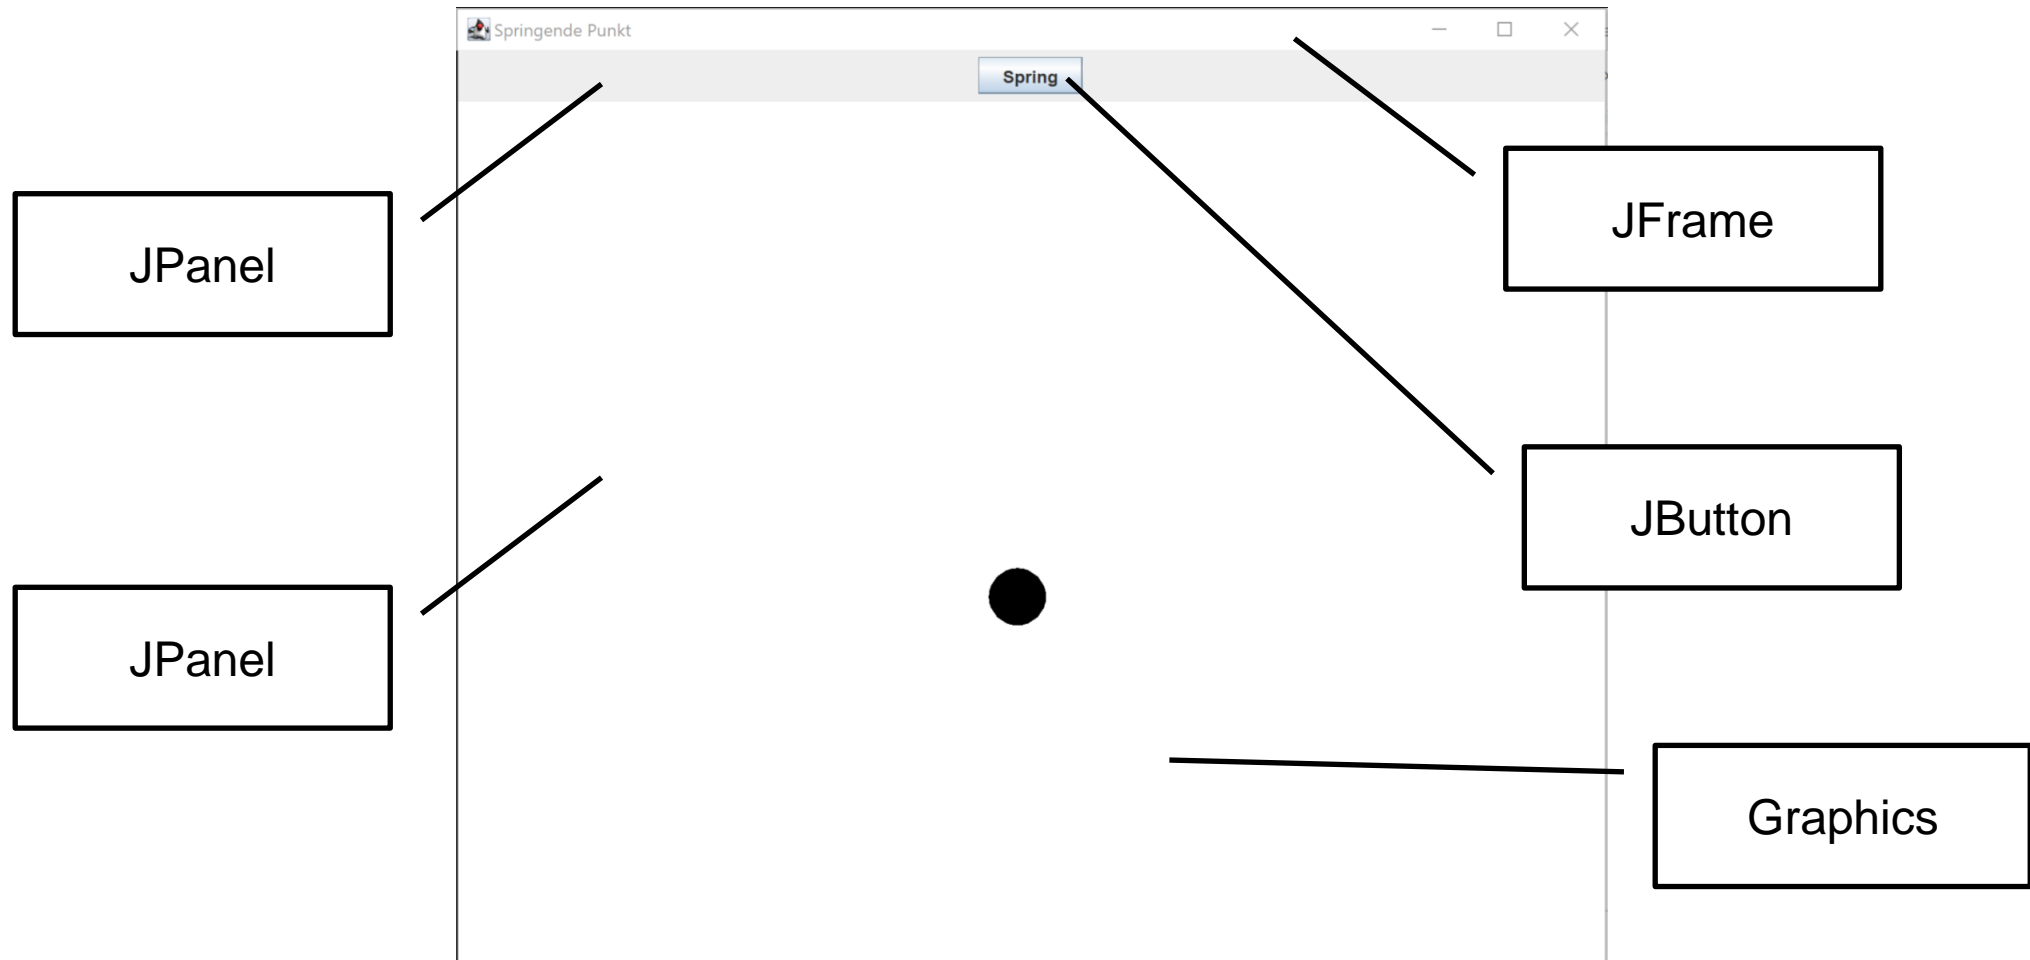 Springende Punkt
Spring
JPanel
JFrame
JButton
JPanel
Graphics